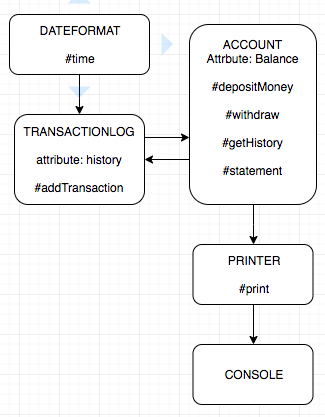 DATEFORMAT
#time
TRANSACTIONLOG
attribute: history
#addTransaction
ACCOUNT
Attrbute: Balance
#depositMoney
#withdraw
#getHistory
#statement
PRINTER
#print
CONSOLE